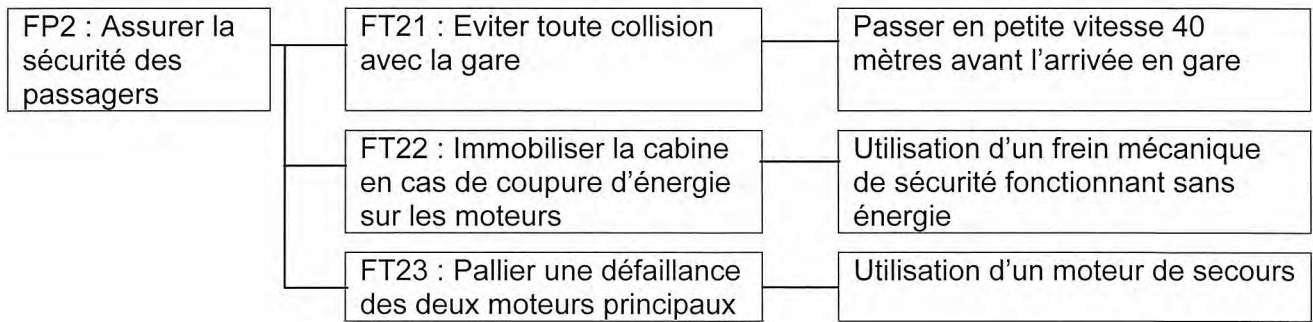 FP2 : Assurer la
sécurité des
passagers
FT21 : Eviter toute collision
avec la gare
Passer en petite vitesse 40
mètres avant l'arrivée en gare
FT22 : Immobiliser la cabine
en cas de coupure d'énergie
sur les moteurs
Utilisation d'un frein mécanique
de sécurité fonctionnant sans
énergie
FT23 : Pallier une défaillance
des deux moteurs principaux
Utilisation d'un moteur de secours